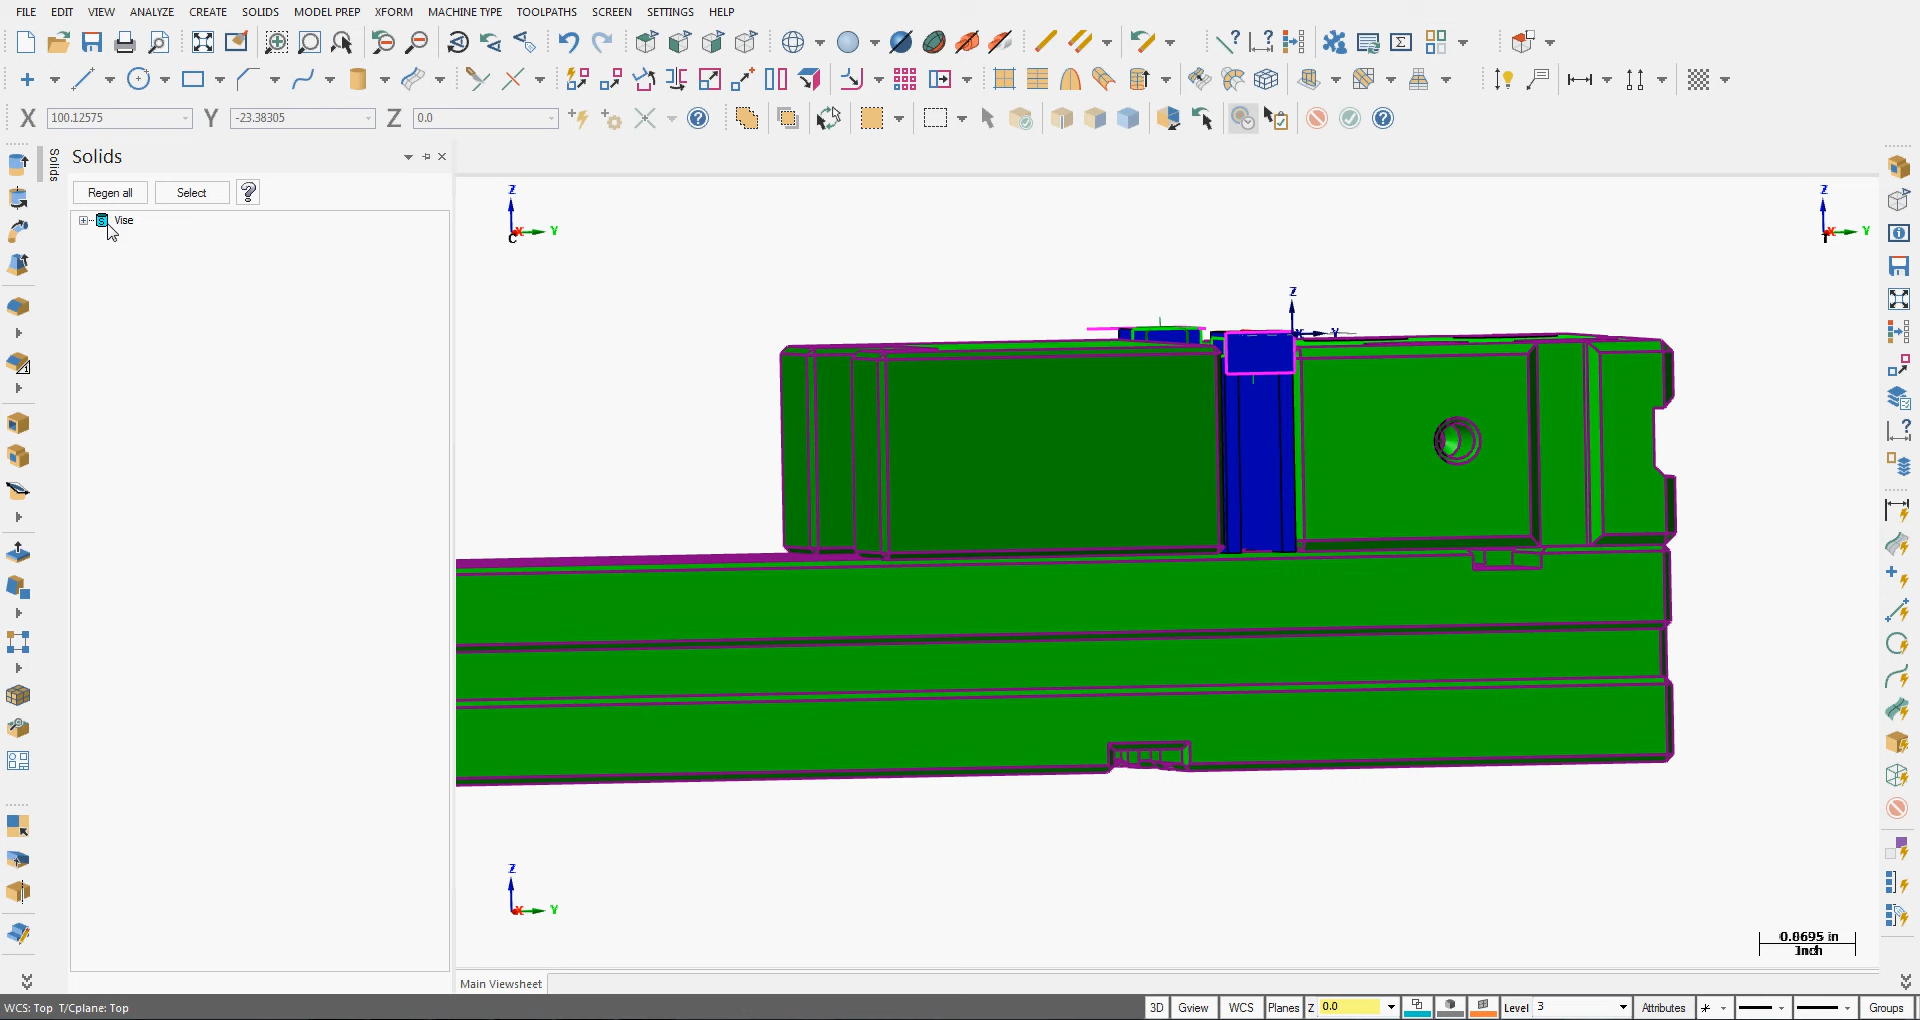 FILE EDIT VIEW ANALYZE CREATE SOLIDS MODEL PREP XFORM MACHINE TYPE TOOLPATHS SCREEN SETTINGS HELP
X 100.12575 Y -23.38305 Z 0.0
Solids
Solids
Regen all Select ?
Vise
Z
Y
X
C
Z
Y
X
T
Z
Y
X
Z
Y
X
0.8695 in
Inch
Main Viewsheet
WCS: Top T/Cplane: Top
3D Gview WCS Planes Z 0.0 Level 3 Attributes Groups